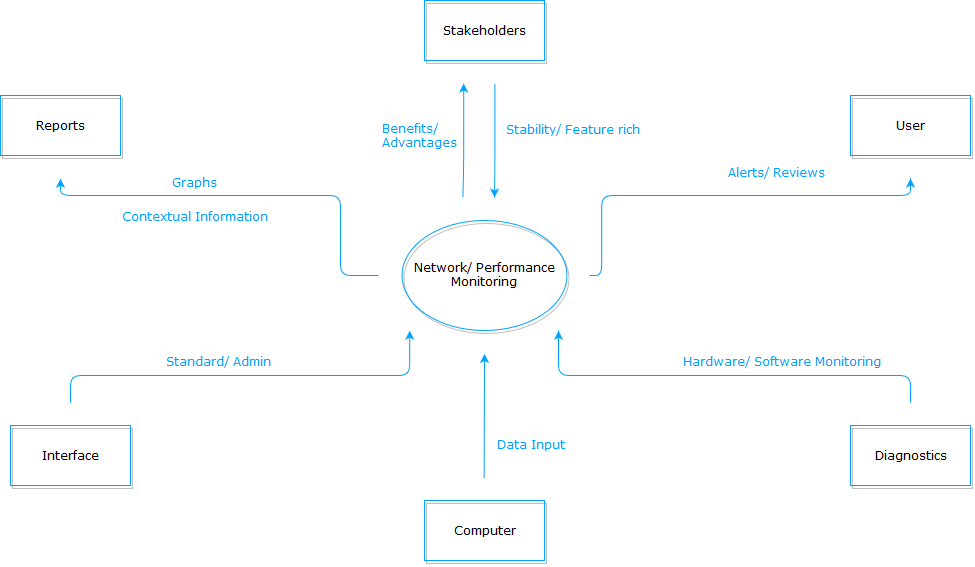 Stakeholders
Reports
User
Benefits/
Advantages
Stability/ Feature rich
Graphs
Alerts/ Reviews
Contextual Information
Network/ Performance
Monitoring
Standard/ Admin
Hardware/ Software Monitoring
Data Input
Interface
Diagnostics
Computer